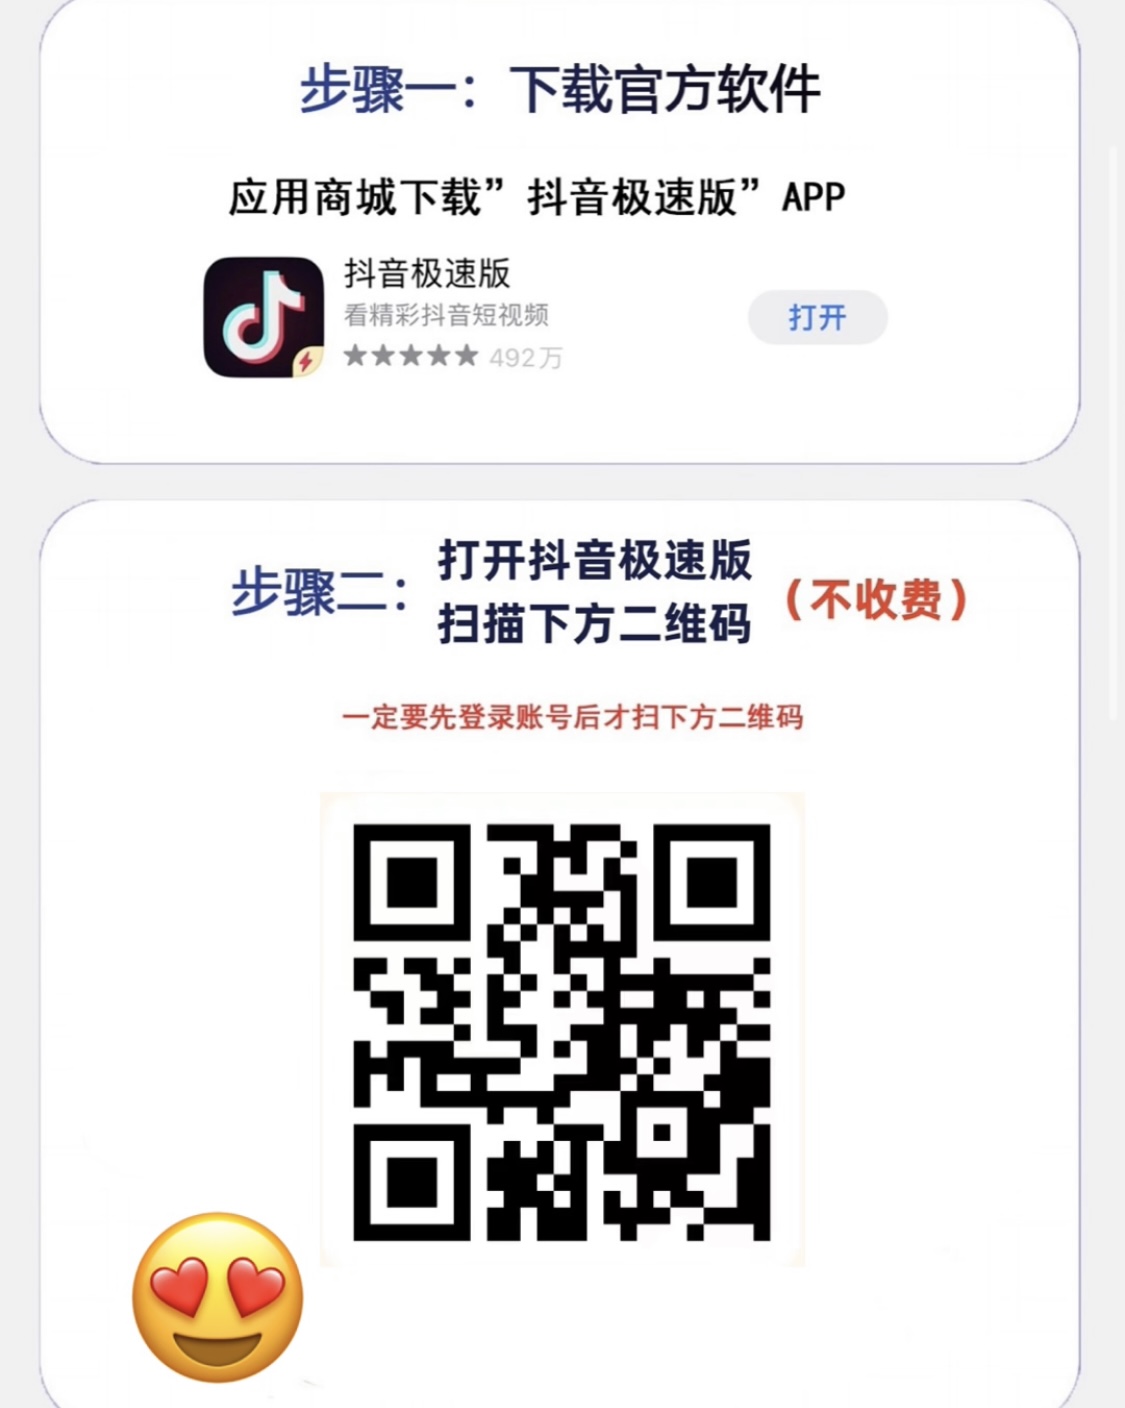 步骤一：下载官方软件
应用商城下载”抖音极速版”APP
抖音极速版
看精彩抖音短视频
492万
打开
步骤二：
打开抖音极速版
扫描下方二维码
（不收费）
一定要先登录账号后才扫下方二维码